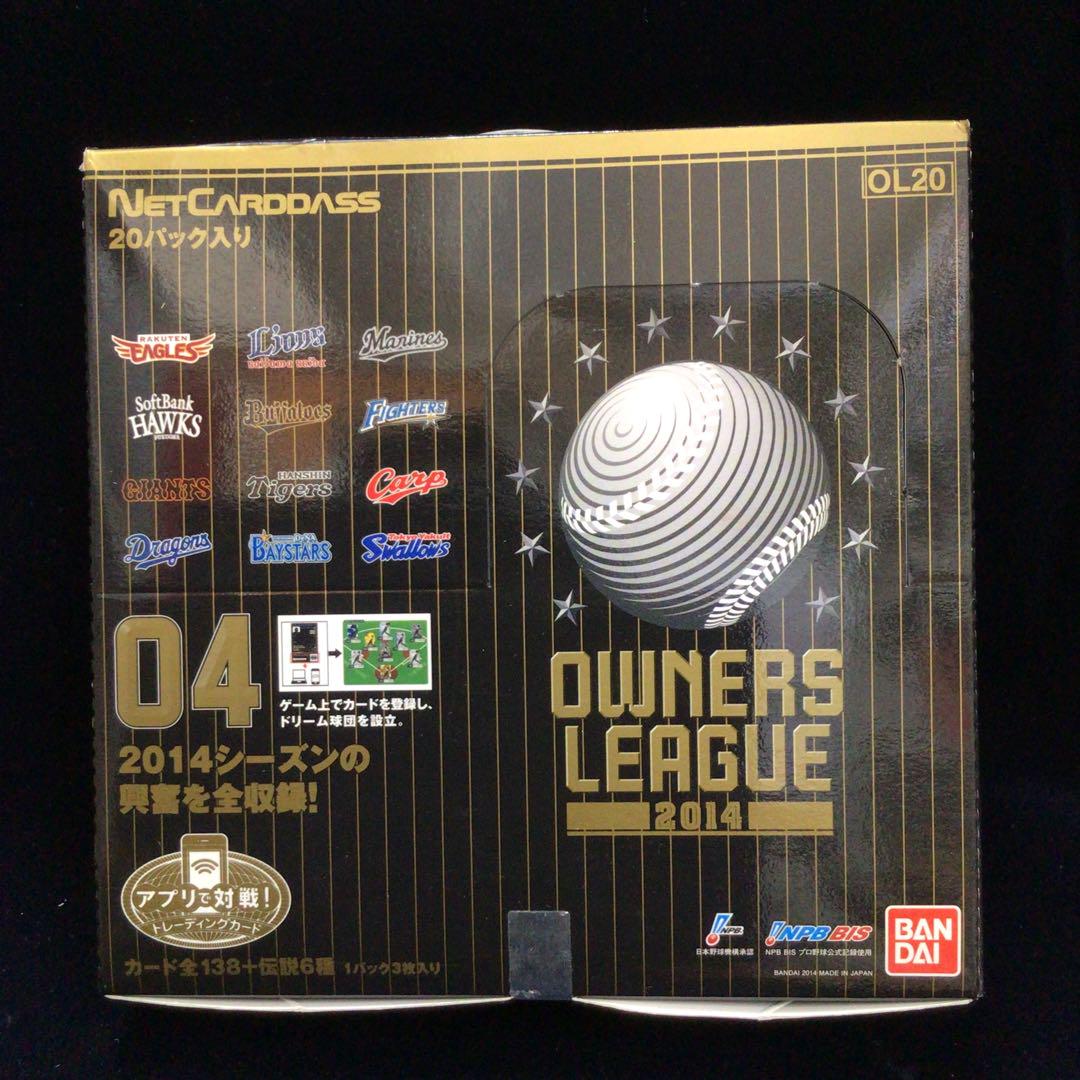 NETCARDDASS
20パック入り
OL20
RAKUTEN
EAGLES
Lions
SAITAMA SEIBU
Marines
SoftBank
HAWKS
FUKUOKA
Buffaloes
FIGHTERS
GIANTS
HANSHIN
Tigers
Carp
Dragons
BAYSTARS
Tokyo Yakult
Swallows
04
ゲーム上でカードを登録し、
ドリーム球団を設立。
2014シーズンの
興奮を全収録!
アプリで対戦!
トレーディングカード
カード全138+伝説6種 1パック3枚入り
OWNERS
LEAGUE
2014
NPB
日本野球機構承認
NPB BIS
NPB BIS プロ野球公式記録使用
BANDAI 2014 MADE IN JAPAN
BAN
DAI